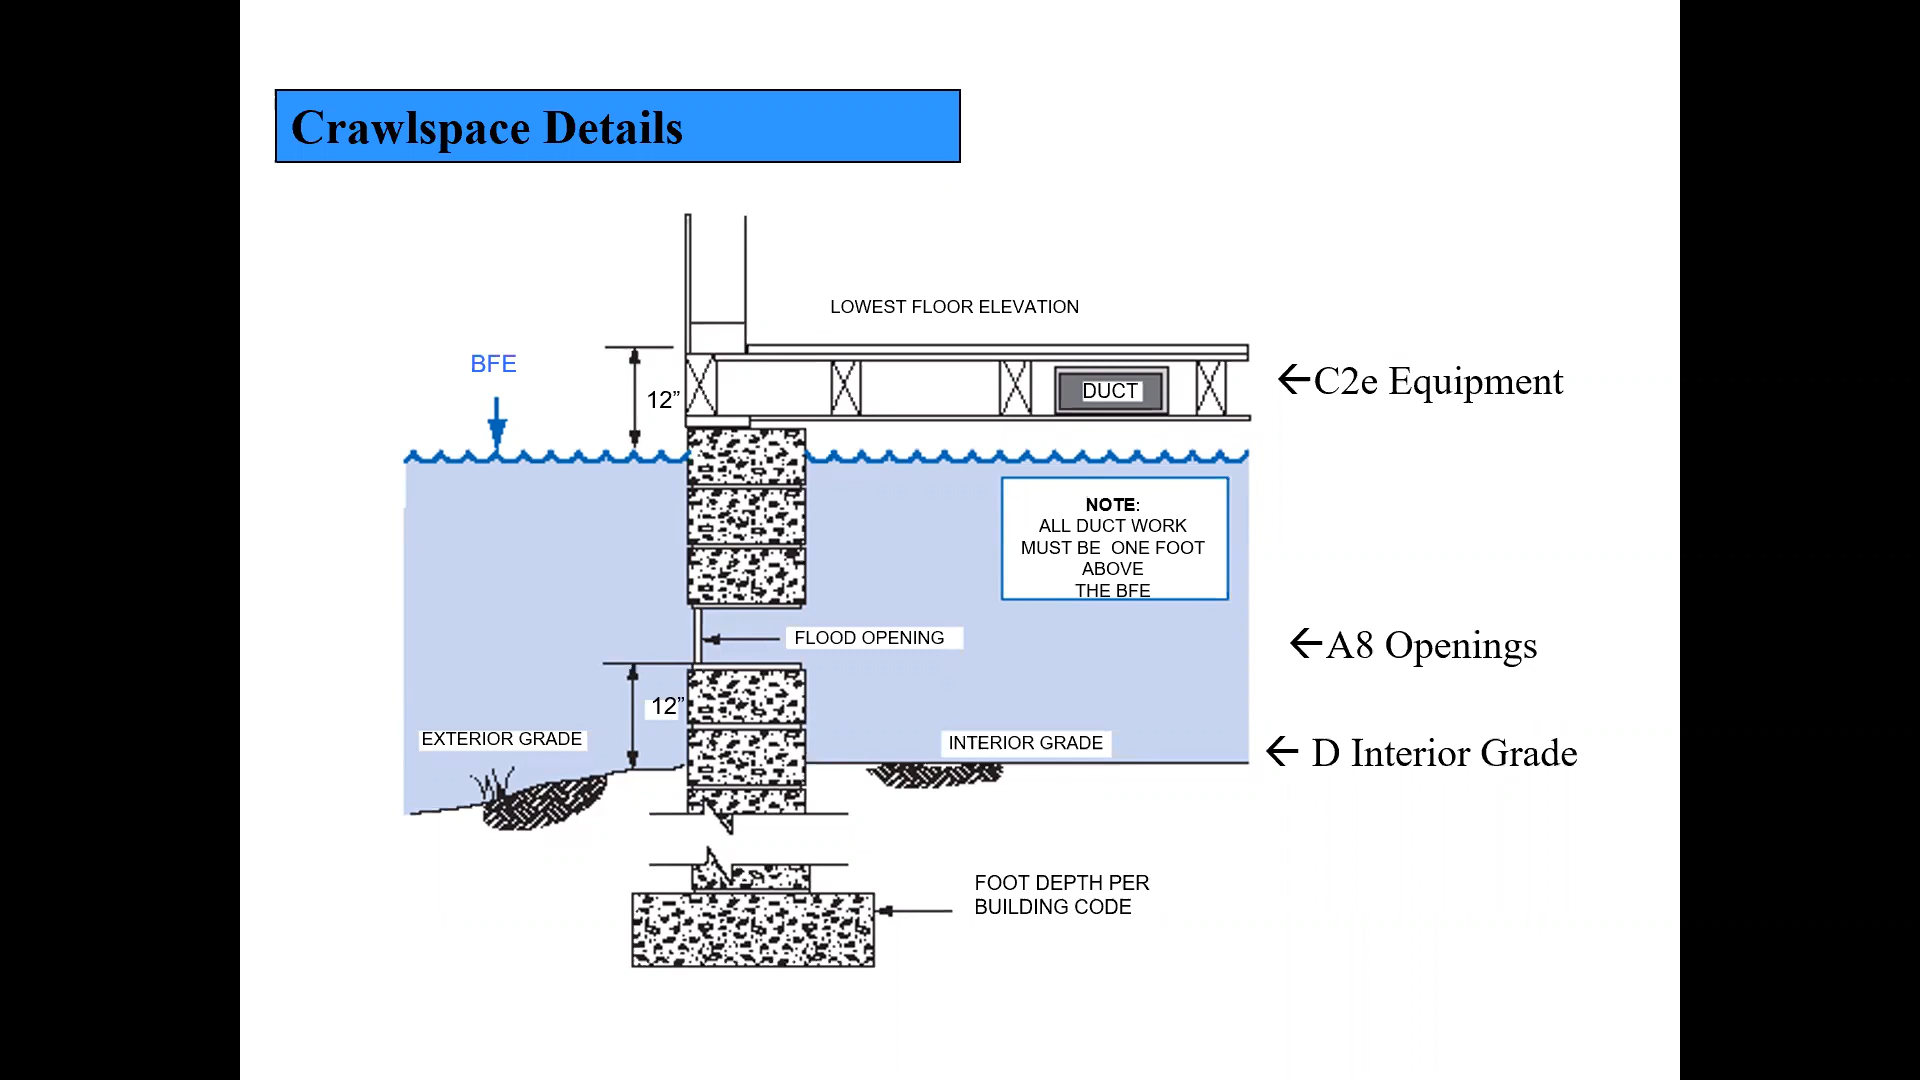 Crawlspace Details
LOWEST FLOOR ELEVATION
BFE
12”
DUCT
←C2e Equipment
NOTE:
ALL DUCT WORK
MUST BE ONE FOOT
ABOVE
THE BFE
FLOOD OPENING
←A8 Openings
12”
EXTERIOR GRADE
INTERIOR GRADE
← D Interior Grade
FOOT DEPTH PER
BUILDING CODE